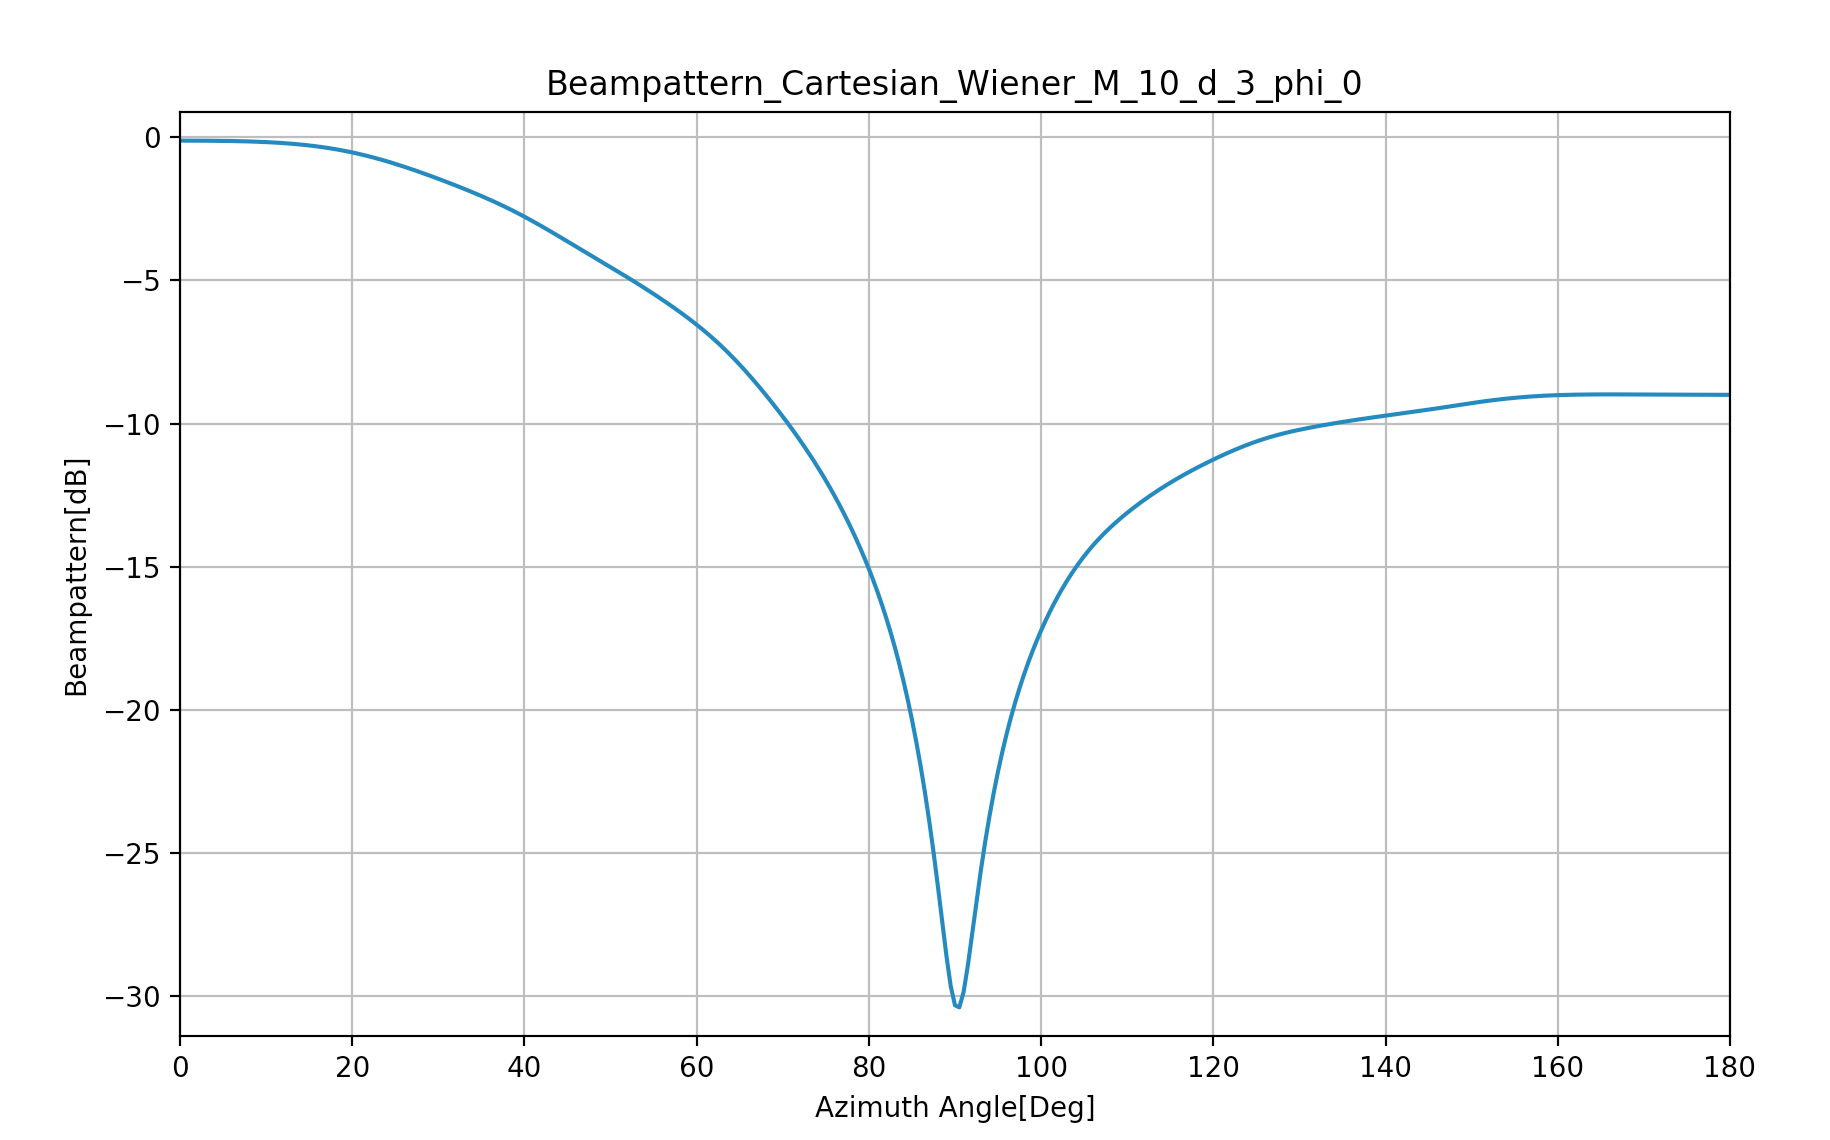 Beampattern_Cartesian_Wiener_M_10_d_3_phi_0
0
−5
−10
−15
−20
−25
−30
Beampattern[dB]
0 20 40 60 80 100 120 140 160 180
Azimuth Angle[Deg]